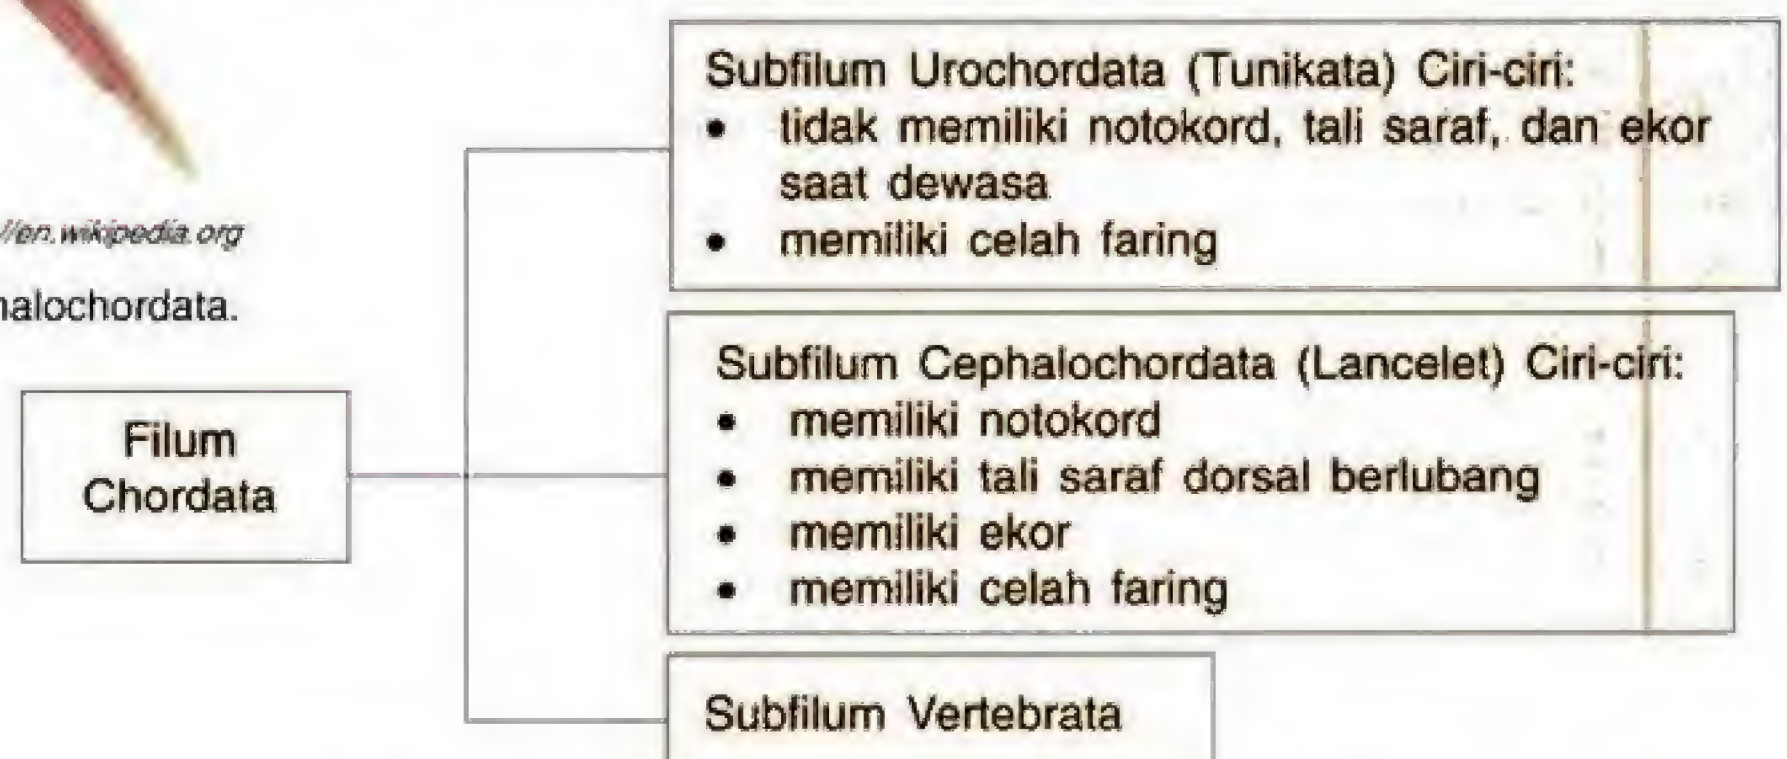 //en.wikipedia.org
halochordata.
Filum
Chordata
Subfilum Urochordata (Tunikata) Ciri-ciri:
• tidak memiliki notokord, tali saraf, dan ekor
saat dewasa
• memiliki celah faring
Subfilum Cephalochordata (Lancelet) Ciri-ciri:
• memiliki notokord
• memiliki tali saraf dorsal berlubang
• memiliki ekor
• memiliki celah faring
Subfilum Vertebrata